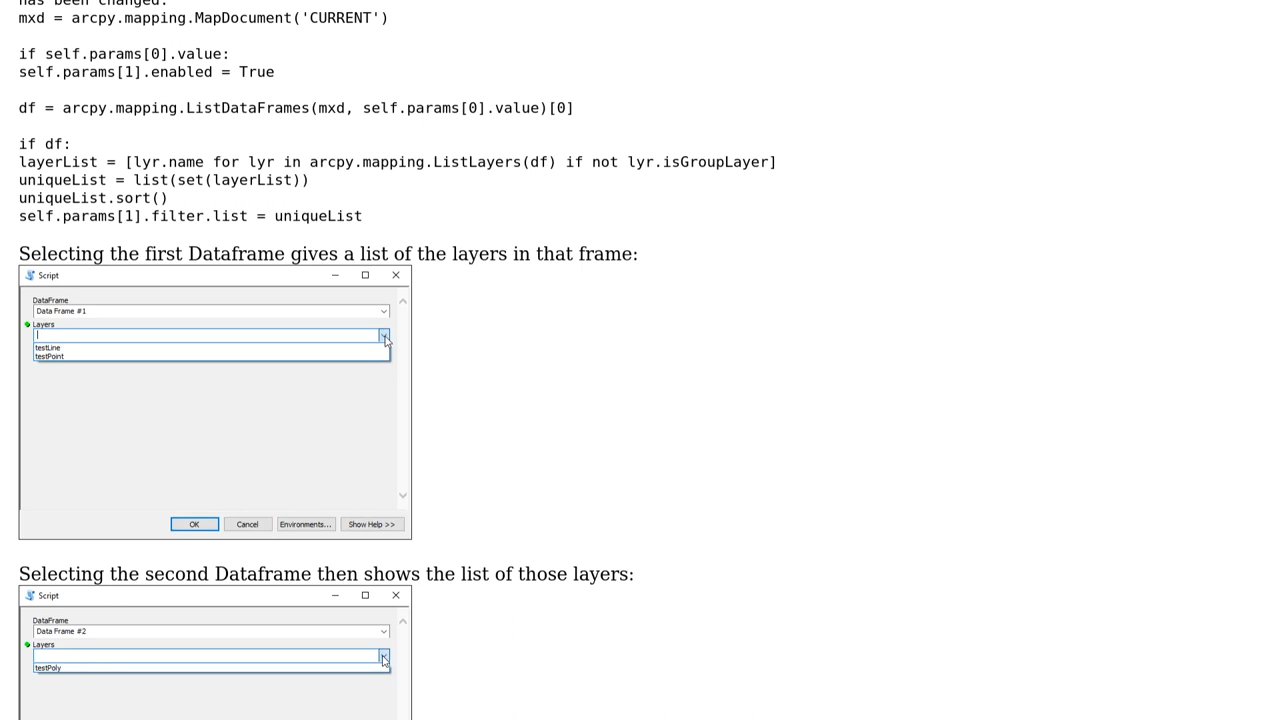 has been changed.
mxd = arcpy.mapping.MapDocument('CURRENT')
if self.params[0].value:
self.params[1].enabled = True
df = arcpy.mapping.ListDataFrames(mxd, self.params[0].value)[0]
if df:
layerList = [lyr.name for lyr in arcpy.mapping.ListLayers(df) if not lyr.isGroupLayer]
uniqueList = list(set(layerList))
uniqueList.sort()
self.params[1].filter.list = uniqueList
Selecting the first Dataframe gives a list of the layers in that frame:
Script
DataFrame
Data Frame #1
Layers
testLine
testPoint
OK Cancel Environments... Show Help >>
Selecting the second Dataframe then shows the list of those layers:
Script
DataFrame
Data Frame #2
Layers
testPoly